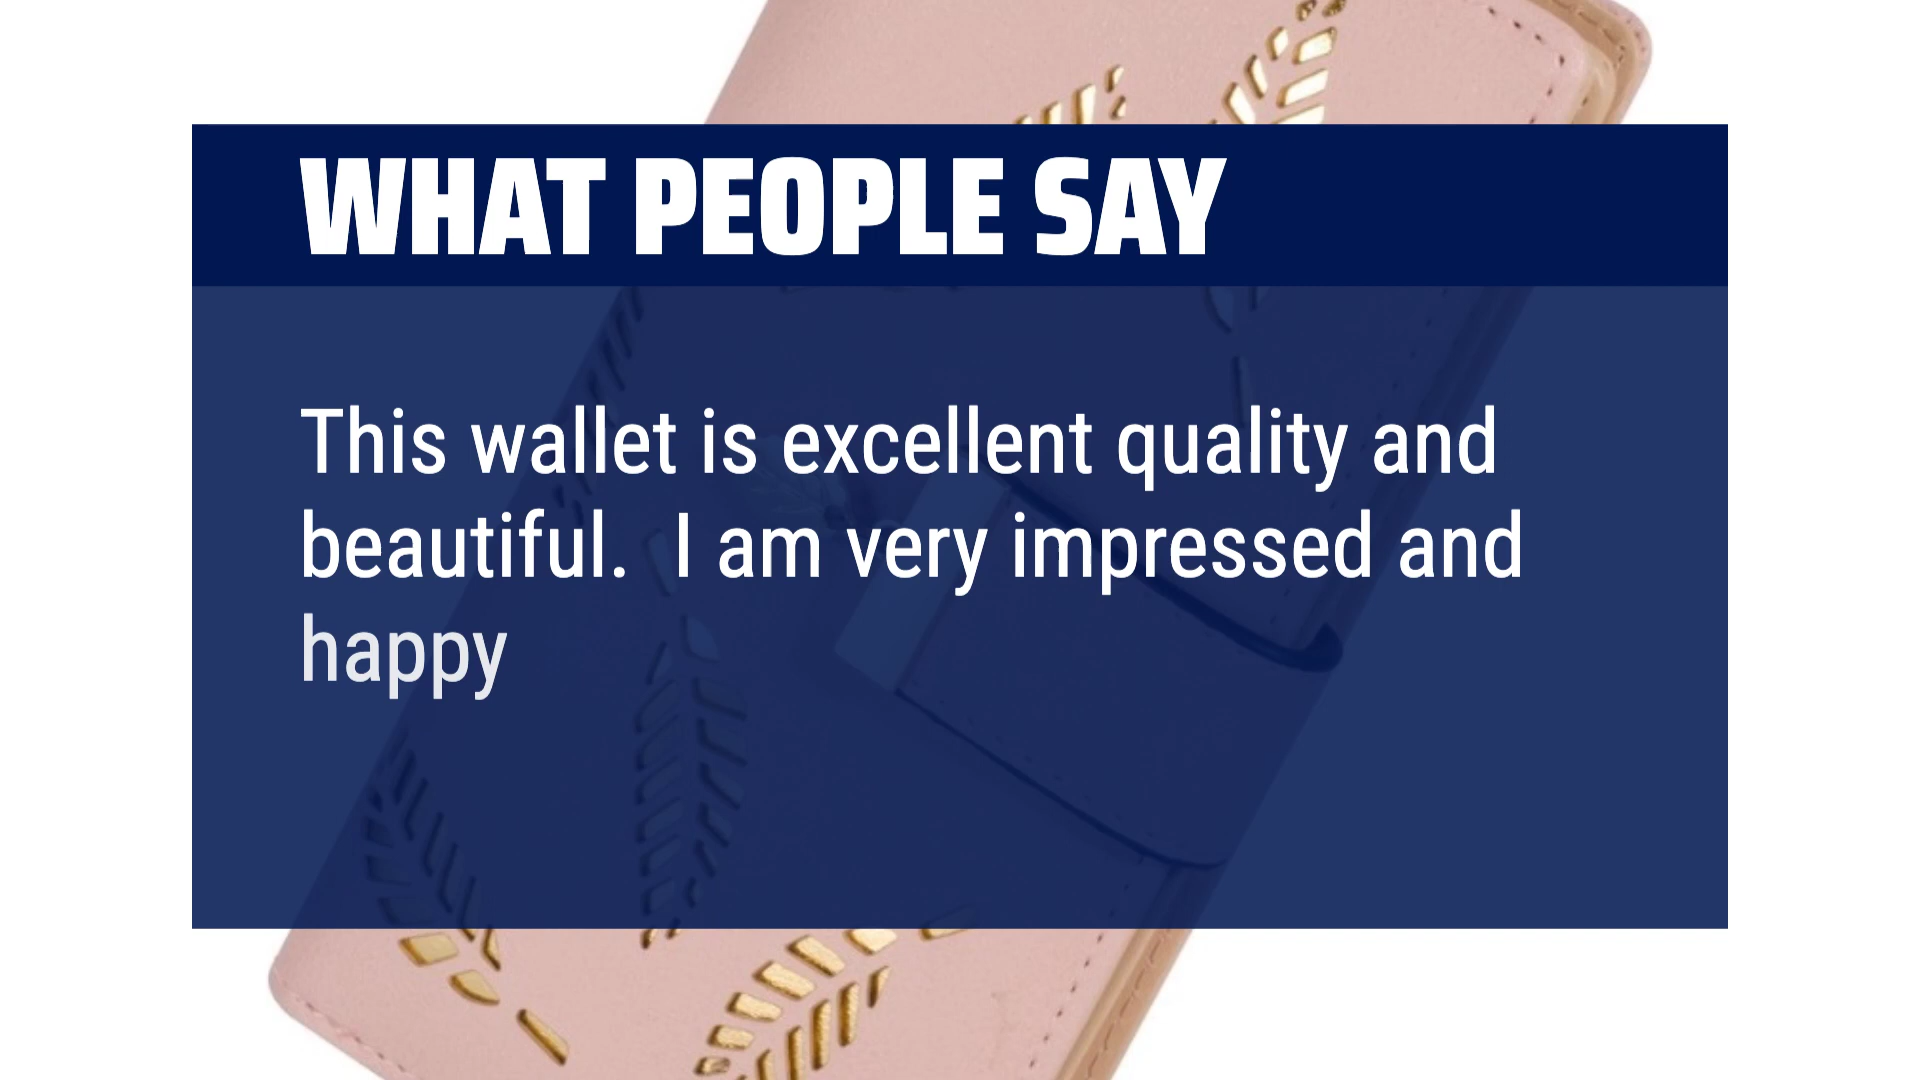 WHAT PEOPLE SAY
This wallet is excellent quality and
beautiful.  I am very impressed and
happy